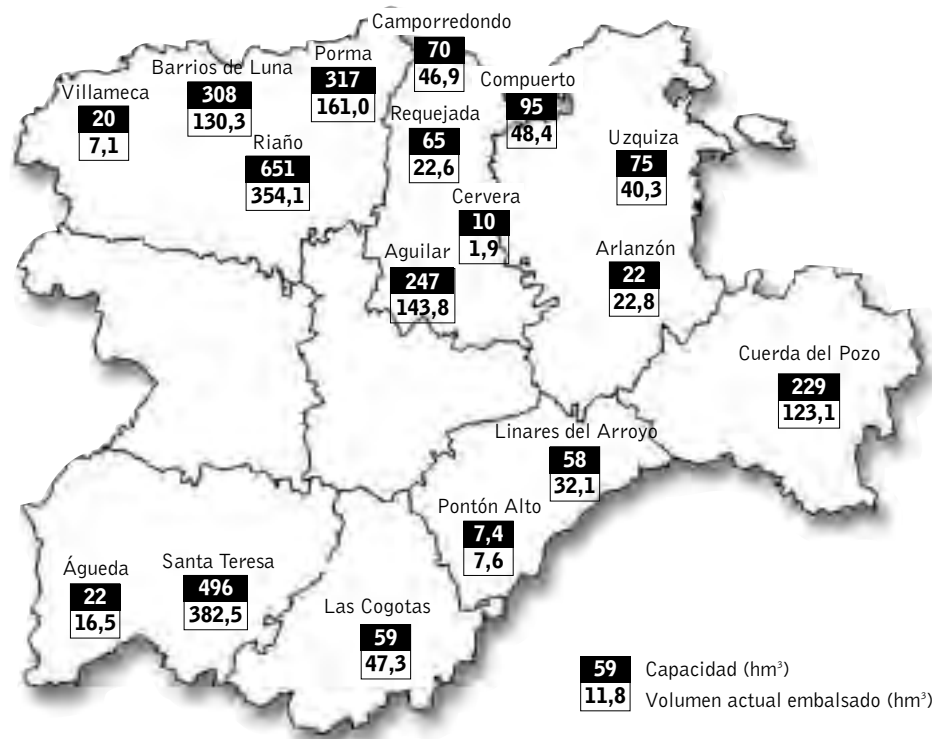 Camporredondo
70
46,9
Porma
317
161,0
Barrios de Luna
308
130,3
Villameca
20
7,1
Compuerto
95
48,4
Requejada
65
22,6
Riaño
651
354,1
Uzquiza
75
40,3
Cervera
10
1,9
Aguilar
247
143,8
Arlanzón
22
22,8
Cuerda del Pozo
229
123,1
Linares del Arroyo
58
32,1
Pontón Alto
7,4
7,6
Águeda
22
16,5
Santa Teresa
496
382,5
Las Cogotas
59
47,3
59 Capacidad (hm³)
11,8 Volumen actual embalsado (hm³)